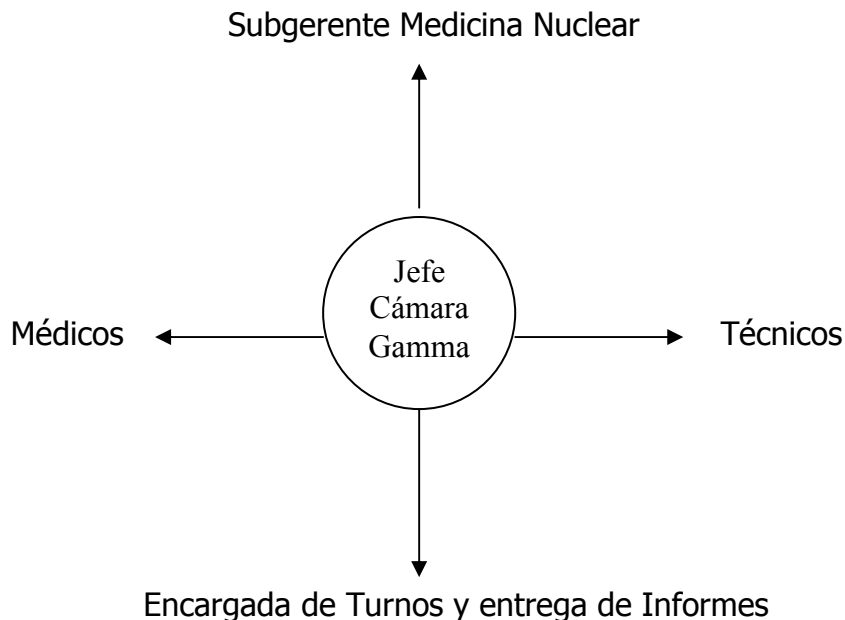 Subgerente Medicina Nuclear
Jefe
Cámara
Gamma
Médicos
Técnicos
Encargada de Turnos y entrega de Informes